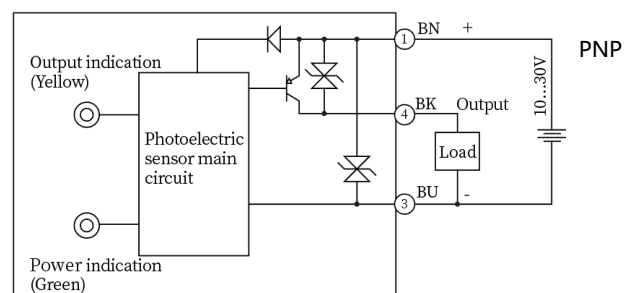 Output indication
(Yellow)
Photoelectric
sensor main
circuit
Power indication
(Green)
1 BN +
PNP
10...30V
4 BK Output
Load
3 BU -